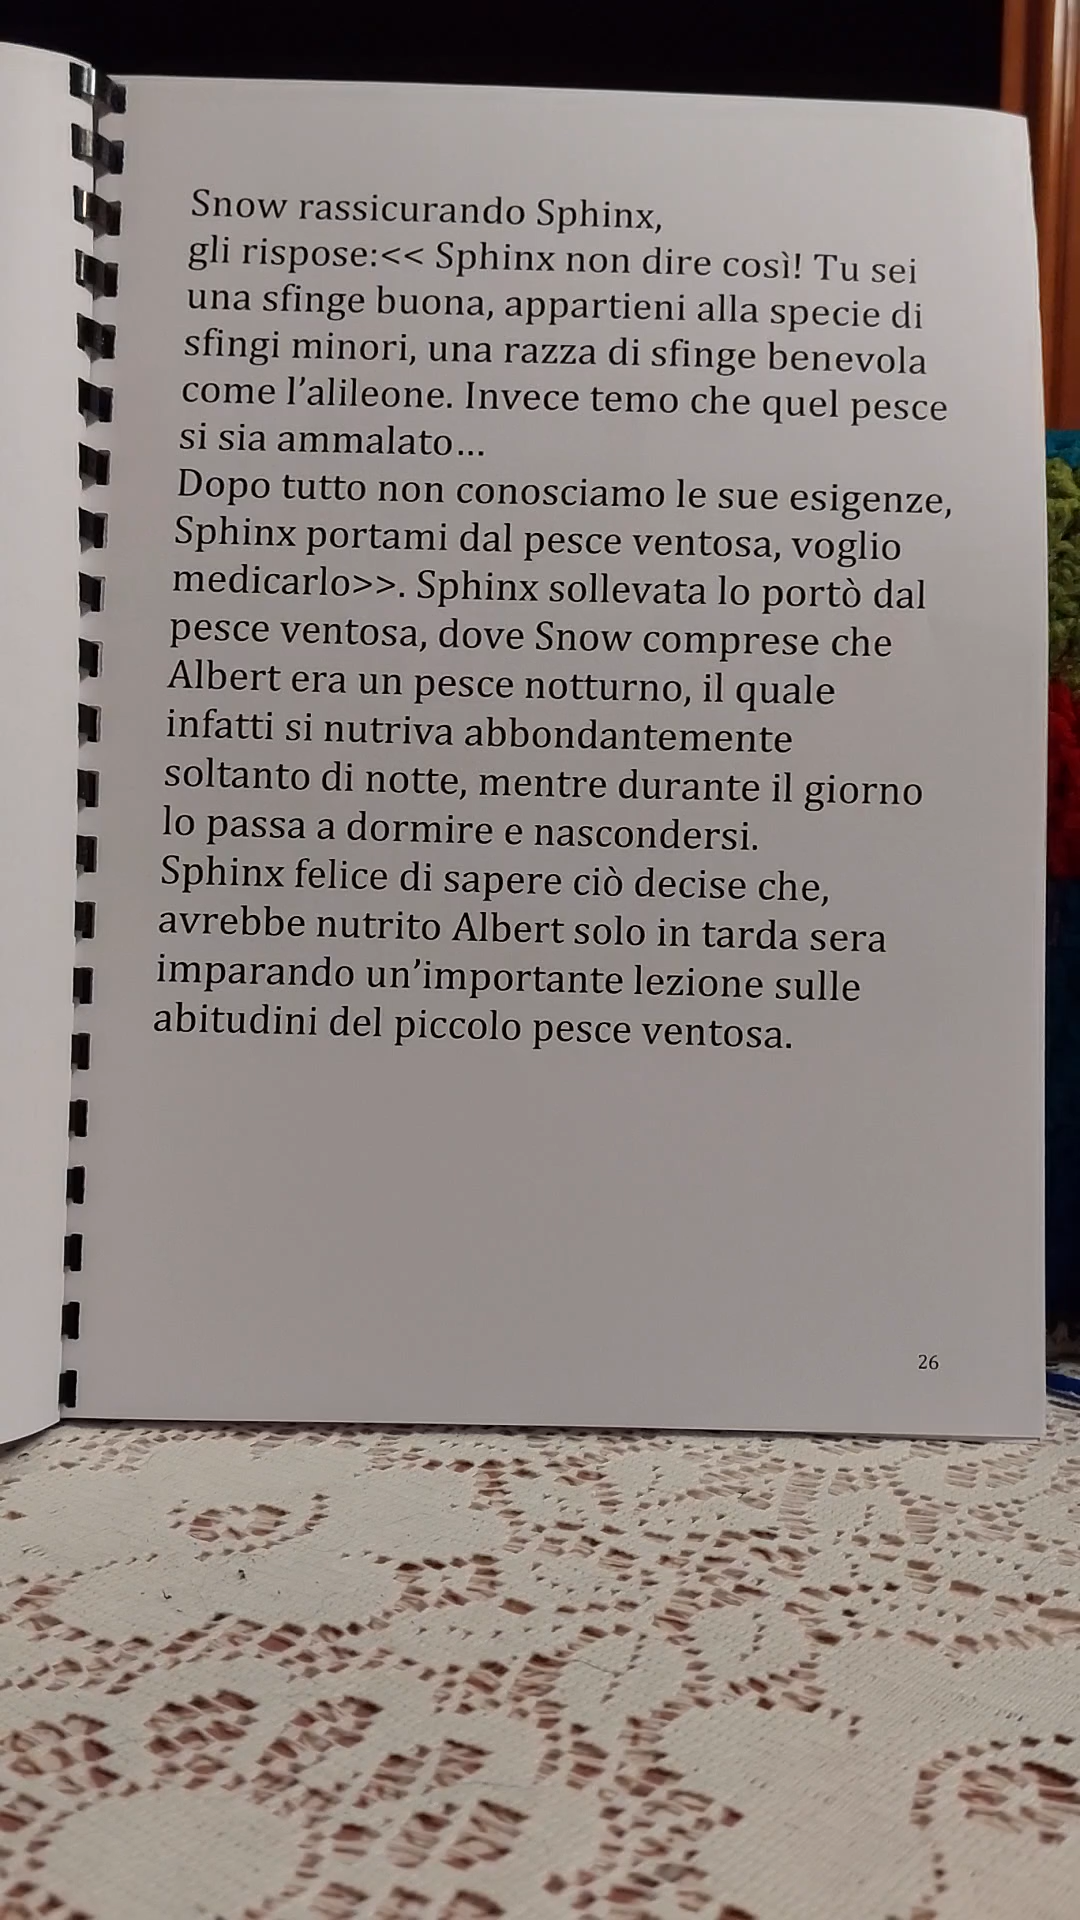 Snow rassicurando Sphinx,
gli rispose:<< Sphinx non dire così! Tu sei
una sfinge buona, appartieni alla specie di
sfingi minori, una razza di sfinge benevola
come l’alileone. Invece temo che quel pesce
si sia ammalato...
Dopo tutto non conosciamo le sue esigenze,
Sphinx portami dal pesce ventosa, voglio
medicarlo>>. Sphinx sollevata lo portò dal
pesce ventosa, dove Snow comprese che
Albert era un pesce notturno, il quale
infatti si nutriva abbondantemente
soltanto di notte, mentre durante il giorno
lo passa a dormire e nascondersi.
Sphinx felice di sapere ciò decise che,
avrebbe nutrito Albert solo in tarda sera
imparando un’importante lezione sulle
abitudini del piccolo pesce ventosa.
26